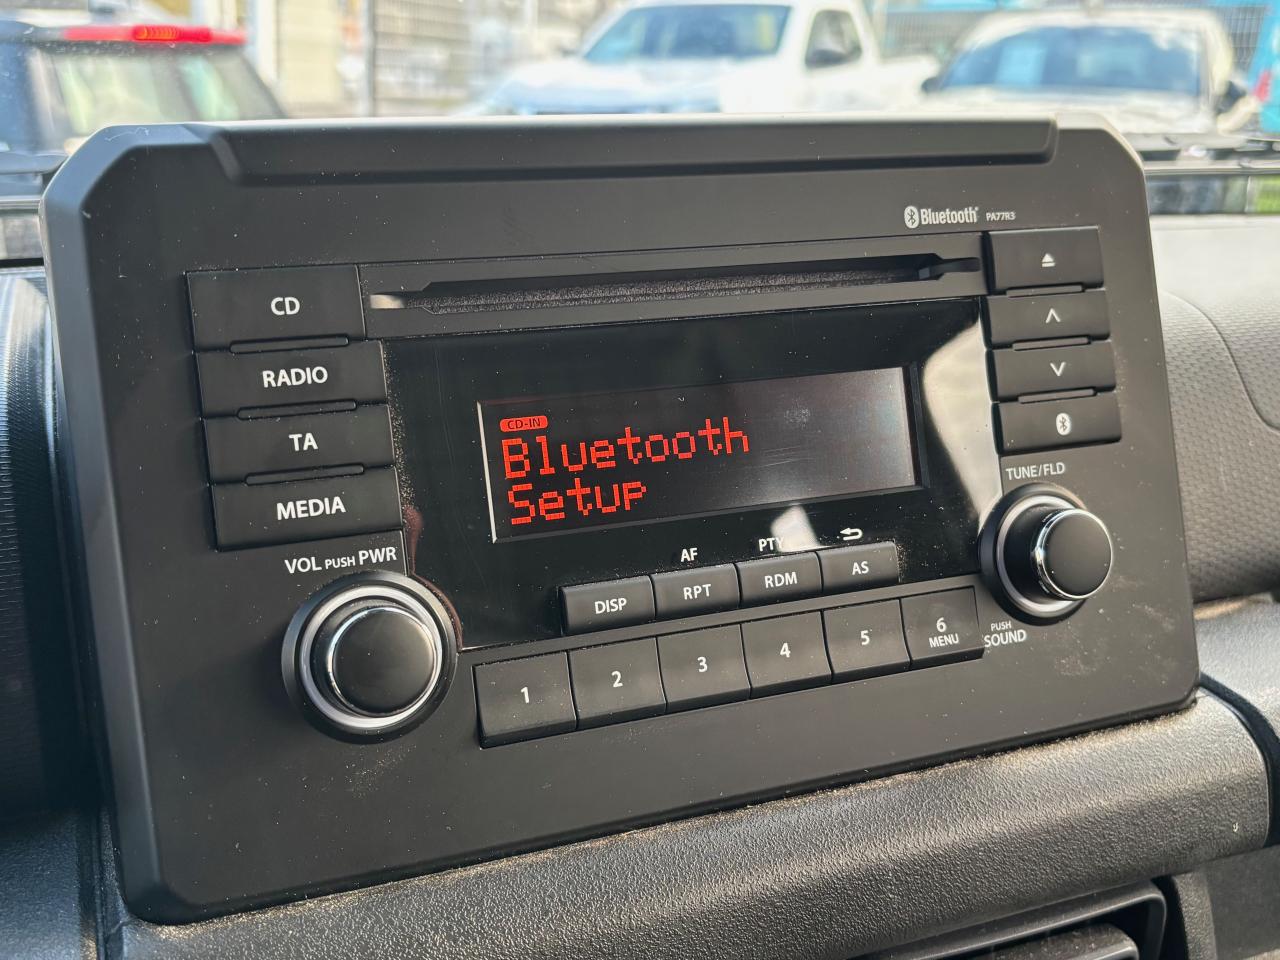 Bluetooth PA77R3
CD
RADIO
TA
MEDIA
VOL PUSH PWR
CD-IN
Bluetooth
Setup
TUNE/FLD
AF PTY
DISP RPT RDM AS
1 2 3 4 5 6
MENU
PUSH
SOUND